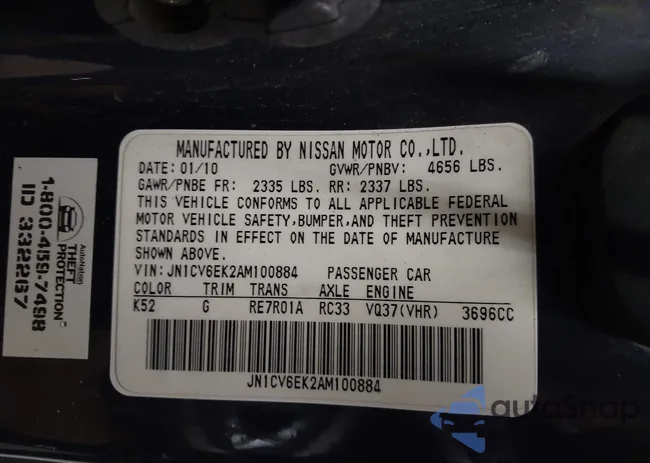 MANUFACTURED BY NISSAN MOTOR CO.,LTD.
DATE: 01/10 GVWR/PNBV: 4656 LBS.
GAWR/PNBE FR: 2335 LBS. RR: 2337 LBS.
THIS VEHICLE CONFORMS TO ALL APPLICABLE FEDERAL
MOTOR VEHICLE SAFETY,BUMPER,AND THEFT PREVENTION
STANDARDS IN EFFECT ON THE DATE OF MANUFACTURE
SHOWN ABOVE.
VIN: JN1CV6EK2AM100884 PASSENGER CAR
COLOR TRIM TRANS AXLE ENGINE
K52 G RE7R01A RC33 VQ37(VHR) 3696CC
JN1CV6EK2AM100884
AutoNation
THEFT
PROTECTION
1-800-459-7498
ID 332267
autoSnap